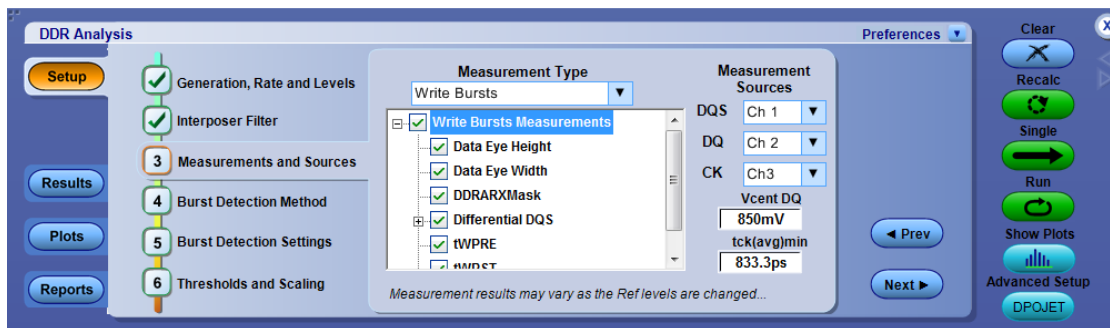 DDR Analysis
Preferences
Setup
Results
Plots
Reports
Generation, Rate and Levels
Interposer Filter
3 Measurements and Sources
4 Burst Detection Method
5 Burst Detection Settings
6 Thresholds and Scaling
Measurement Type
Write Bursts
Write Bursts Measurements
Data Eye Height
Data Eye Width
DDRARXMask
Differential DQS
tWPRE
tWPST
Measurement results may vary as the Ref levels are changed...
Measurement
Sources
DQS Ch 1
DQ Ch 2
CK Ch3
Vcent DQ
850mV
tck(avg)min
833.3ps
Prev
Next
Clear
X
Recalc
Single
Run
Show Plots
Advanced Setup
DPOJET